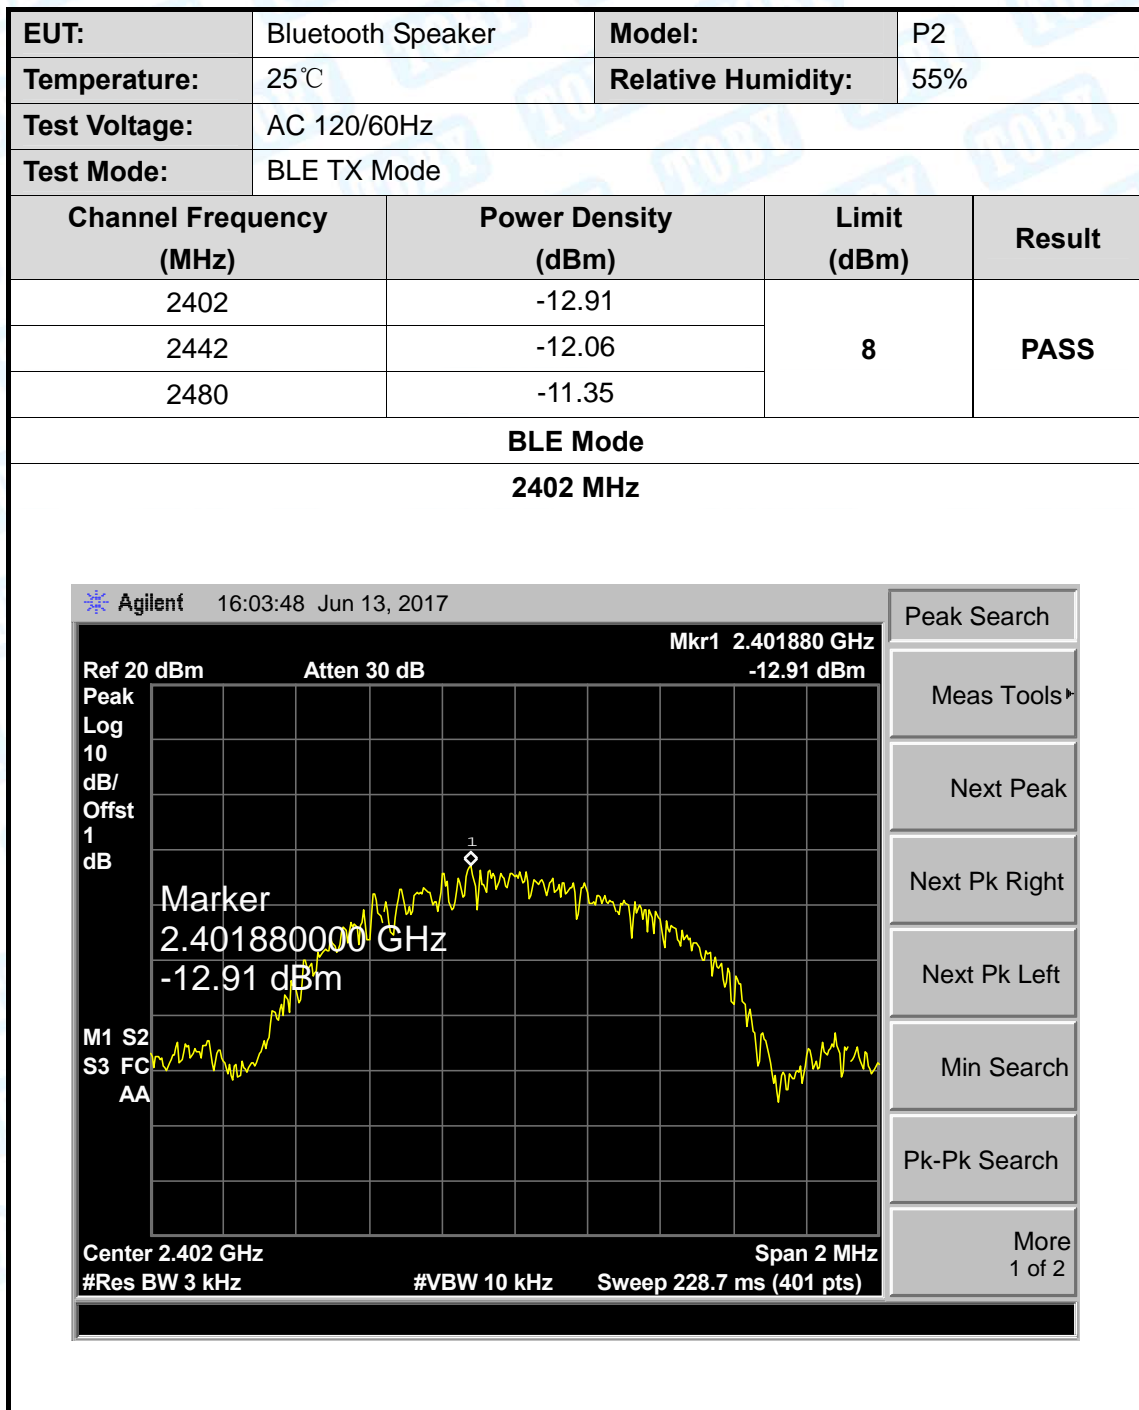 EUT: Bluetooth Speaker Model: P2
Temperature: 25℃ Relative Humidity: 55%
Test Voltage: AC 120/60Hz
Test Mode: BLE TX Mode
Channel Frequency (MHz) Power Density (dBm) Limit (dBm) Result
2402 -12.91
2442 -12.06 8 PASS
2480 -11.35
BLE Mode
2402 MHz
Agilent 16:03:48 Jun 13, 2017
Mkr1 2.401880 GHz
Ref 20 dBm Atten 30 dB -12.91 dBm
Peak
Log
10
dB/
Offst
1
dB
1
Marker
2.401880000 GHz
-12.91 dBm
M1 S2
S3 FC
AA
Center 2.402 GHz Span 2 MHz
#Res BW 3 kHz #VBW 10 kHz Sweep 228.7 ms (401 pts)
Peak Search
Meas Tools
Next Peak
Next Pk Right
Next Pk Left
Min Search
Pk-Pk Search
More
1 of 2
TOBY